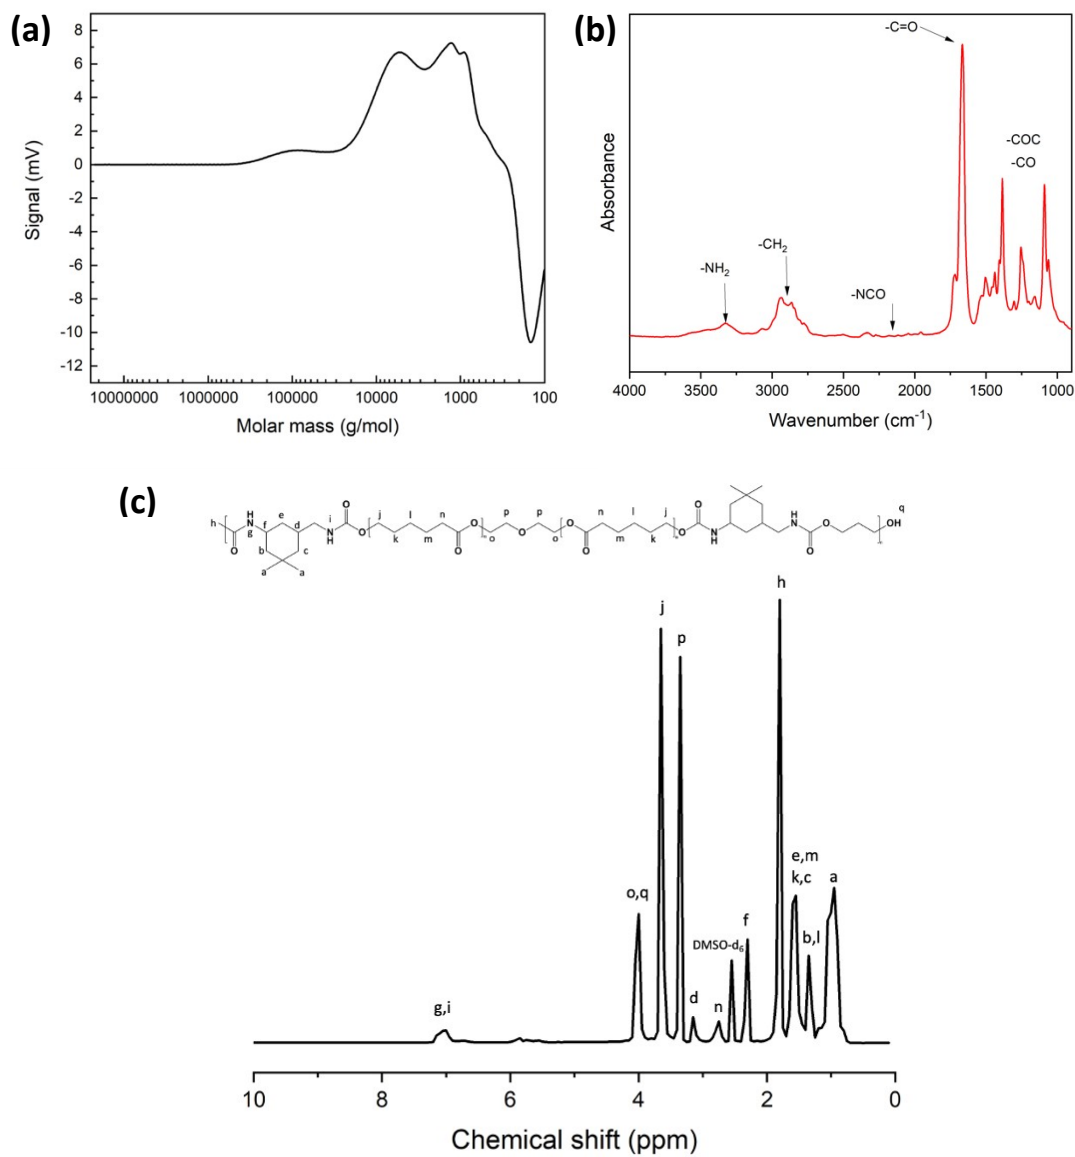 (a)
8
6
4
2
0
-2
-4
-6
-8
-10
-12
Signal (mV)
10000000 1000000 100000 10000 1000 100
Molar mass (g/mol)
(b)
-C=O
-COC
-CO
-CH₂
-NH₂
-NCO
Absorbance
4000 3500 3000 2500 2000 1500 1000
Wavenumber (cm⁻¹)
(c)
h O H N g f e d b c a a i N H O O j k l m n O O o p O p o O O n m l k j O O N H H N O O O OH q
h
j
p
e,m
k,c
a
o,q
f
DMSO-d₆
b,l
d
n
g,i
10 8 6 4 2 0
Chemical shift (ppm)